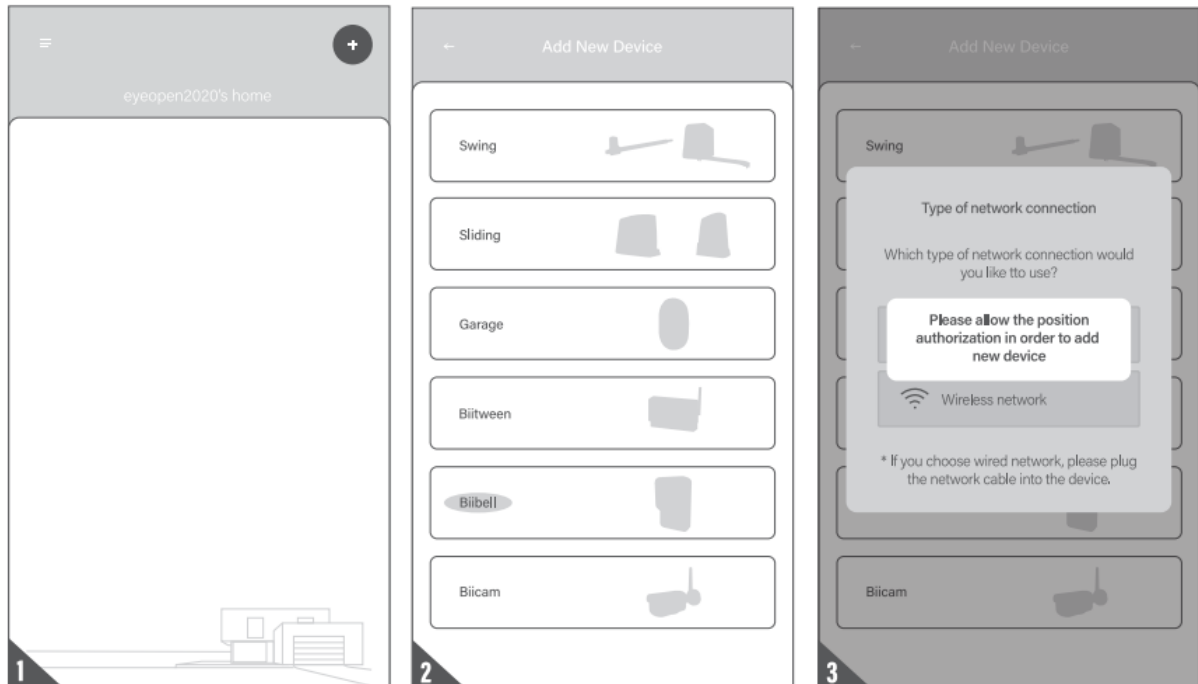 eyeopen2020's home
1
Add New Device
Swing
Sliding
Garage
Biitween
Biibell
Biicam
2
Add New Device
Swing
Type of network connection
Which type of network connection would
you like tto use?
Please allow the position
authorization in order to add
new device
Wireless network
* If you choose wired network, please plug
the network cable into the device.
Biicam
3